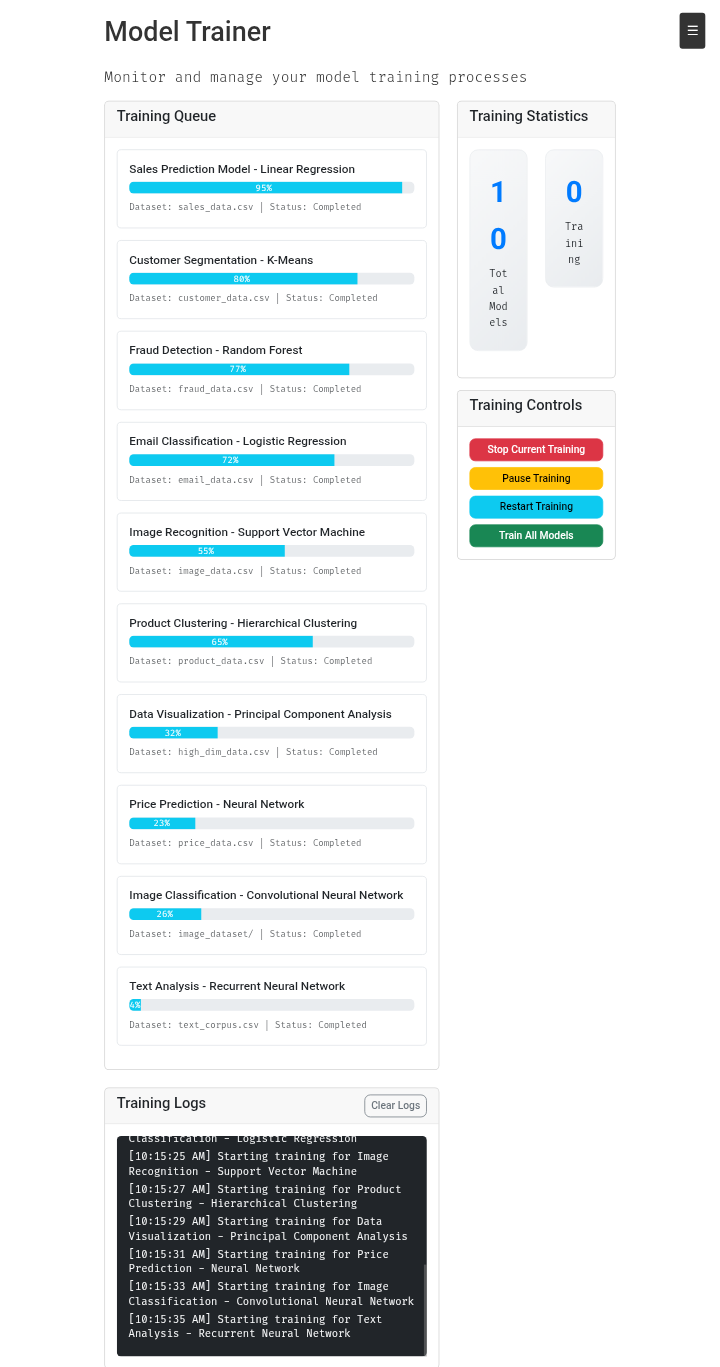 Model Trainer
☰
Monitor and manage your model training processes
Training Queue
Sales Prediction Model - Linear Regression
95%
Dataset: sales_data.csv | Status: Completed
Customer Segmentation - K-Means
80%
Dataset: customer_data.csv | Status: Completed
Fraud Detection - Random Forest
77%
Dataset: fraud_data.csv | Status: Completed
Email Classification - Logistic Regression
72%
Dataset: email_data.csv | Status: Completed
Image Recognition - Support Vector Machine
55%
Dataset: image_data.csv | Status: Completed
Product Clustering - Hierarchical Clustering
65%
Dataset: product_data.csv | Status: Completed
Data Visualization - Principal Component Analysis
32%
Dataset: high_dim_data.csv | Status: Completed
Price Prediction - Neural Network
23%
Dataset: price_data.csv | Status: Completed
Image Classification - Convolutional Neural Network
26%
Dataset: image_dataset/ | Status: Completed
Text Analysis - Recurrent Neural Network
4%
Dataset: text_corpus.csv | Status: Completed
Training Statistics
1
0
Tot
al
Mod
els
0
Tra
ini
ng
Training Controls
Stop Current Training
Pause Training
Restart Training
Train All Models
Training Logs
Clear Logs
Classification - Logistic Regression
[10:15:25 AM] Starting training for Image
Recognition - Support Vector Machine
[10:15:27 AM] Starting training for Product
Clustering - Hierarchical Clustering
[10:15:29 AM] Starting training for Data
Visualization - Principal Component Analysis
[10:15:31 AM] Starting training for Price
Prediction - Neural Network
[10:15:33 AM] Starting training for Image
Classification - Convolutional Neural Network
[10:15:35 AM] Starting training for Text
Analysis - Recurrent Neural Network